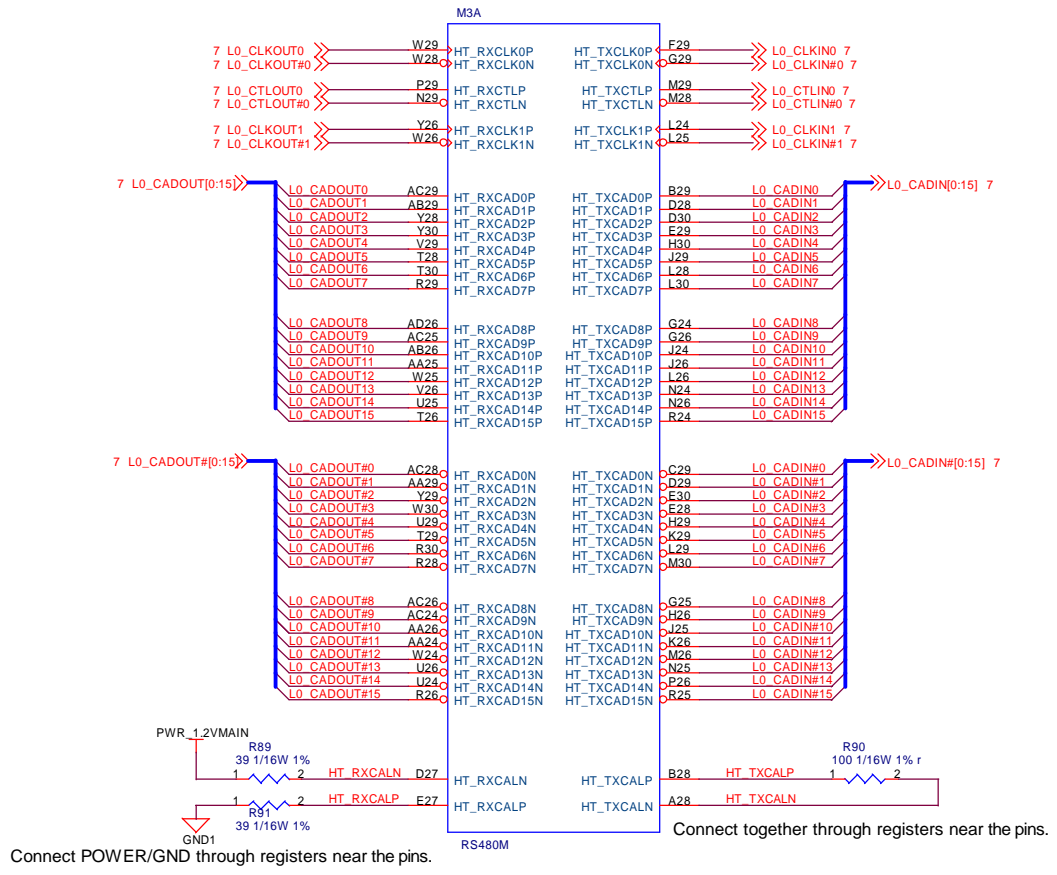 M3A
7 L0_CLKOUT0 W29 HT_RXCLK0P HT_TXCLK0P F29 L0_CLKIN0 7
7 L0_CLKOUT#0 W28 HT_RXCLK0N HT_TXCLK0N G29 L0_CLKIN#0 7
7 L0_CTLOUT0 P29 HT_RXCTLP HT_TXCTLP M29 L0_CTLIN0 7
7 L0_CTLOUT#0 N29 HT_RXCTLN HT_TXCTLN M28 L0_CTLIN#0 7
7 L0_CLKOUT1 Y26 HT_RXCLK1P HT_TXCLK1P L24 L0_CLKIN1 7
7 L0_CLKOUT#1 W26 HT_RXCLK1N HT_TXCLK1N L25 L0_CLKIN#1 7
7 L0_CADOUT[0:15] L0_CADIN[0:15] 7
L0_CADOUT0 AC29 HT_RXCAD0P HT_TXCAD0P B29 L0_CADIN0
L0_CADOUT1 AB29 HT_RXCAD1P HT_TXCAD1P D28 L0_CADIN1
L0_CADOUT2 Y28 HT_RXCAD2P HT_TXCAD2P D30 L0_CADIN2
L0_CADOUT3 Y30 HT_RXCAD3P HT_TXCAD3P E29 L0_CADIN3
L0_CADOUT4 V29 HT_RXCAD4P HT_TXCAD4P H30 L0_CADIN4
L0_CADOUT5 T28 HT_RXCAD5P HT_TXCAD5P J29 L0_CADIN5
L0_CADOUT6 T30 HT_RXCAD6P HT_TXCAD6P L28 L0_CADIN6
L0_CADOUT7 R29 HT_RXCAD7P HT_TXCAD7P L30 L0_CADIN7
L0_CADOUT8 AD26 HT_RXCAD8P HT_TXCAD8P G24 L0_CADIN8
L0_CADOUT9 AC25 HT_RXCAD9P HT_TXCAD9P G26 L0_CADIN9
L0_CADOUT10 AB26 HT_RXCAD10P HT_TXCAD10P J24 L0_CADIN10
L0_CADOUT11 AA25 HT_RXCAD11P HT_TXCAD11P J26 L0_CADIN11
L0_CADOUT12 W25 HT_RXCAD12P HT_TXCAD12P L26 L0_CADIN12
L0_CADOUT13 V26 HT_RXCAD13P HT_TXCAD13P N24 L0_CADIN13
L0_CADOUT14 U25 HT_RXCAD14P HT_TXCAD14P N26 L0_CADIN14
L0_CADOUT15 T26 HT_RXCAD15P HT_TXCAD15P R24 L0_CADIN15
7 L0_CADOUT#[0:15] L0_CADIN#[0:15] 7
L0_CADOUT#0 AC28 HT_RXCAD0N HT_TXCAD0N C29 L0_CADIN#0
L0_CADOUT#1 AA29 HT_RXCAD1N HT_TXCAD1N D29 L0_CADIN#1
L0_CADOUT#2 Y29 HT_RXCAD2N HT_TXCAD2N E30 L0_CADIN#2
L0_CADOUT#3 W30 HT_RXCAD3N HT_TXCAD3N E28 L0_CADIN#3
L0_CADOUT#4 U29 HT_RXCAD4N HT_TXCAD4N H29 L0_CADIN#4
L0_CADOUT#5 T29 HT_RXCAD5N HT_TXCAD5N K29 L0_CADIN#5
L0_CADOUT#6 R30 HT_RXCAD6N HT_TXCAD6N L29 L0_CADIN#6
L0_CADOUT#7 R28 HT_RXCAD7N HT_TXCAD7N M30 L0_CADIN#7
L0_CADOUT#8 AC26 HT_RXCAD8N HT_TXCAD8N G25 L0_CADIN#8
L0_CADOUT#9 AC24 HT_RXCAD9N HT_TXCAD9N H26 L0_CADIN#9
L0_CADOUT#10 AA26 HT_RXCAD10N HT_TXCAD10N J25 L0_CADIN#10
L0_CADOUT#11 AA24 HT_RXCAD11N HT_TXCAD11N K26 L0_CADIN#11
L0_CADOUT#12 W24 HT_RXCAD12N HT_TXCAD12N M26 L0_CADIN#12
L0_CADOUT#13 U26 HT_RXCAD13N HT_TXCAD13N N25 L0_CADIN#13
L0_CADOUT#14 U24 HT_RXCAD14N HT_TXCAD14N P26 L0_CADIN#14
L0_CADOUT#15 R26 HT_RXCAD15N HT_TXCAD15N R25 L0_CADIN#15
PWR_1.2VMAIN
R89 R90
39 1/16W 1% 100 1/16W 1% r
1 2 HT_RXCALN D27 HT_RXCALN HT_TXCALP B28 HT_TXCALP 1 2
1 2 HT_RXCALP E27 HT_RXCALP HT_TXCALN A28 HT_TXCALN
R91
39 1/16W 1%
GND1
RS480M
Connect together through registers near the pins.
Connect POWER/GND through registers near the pins.